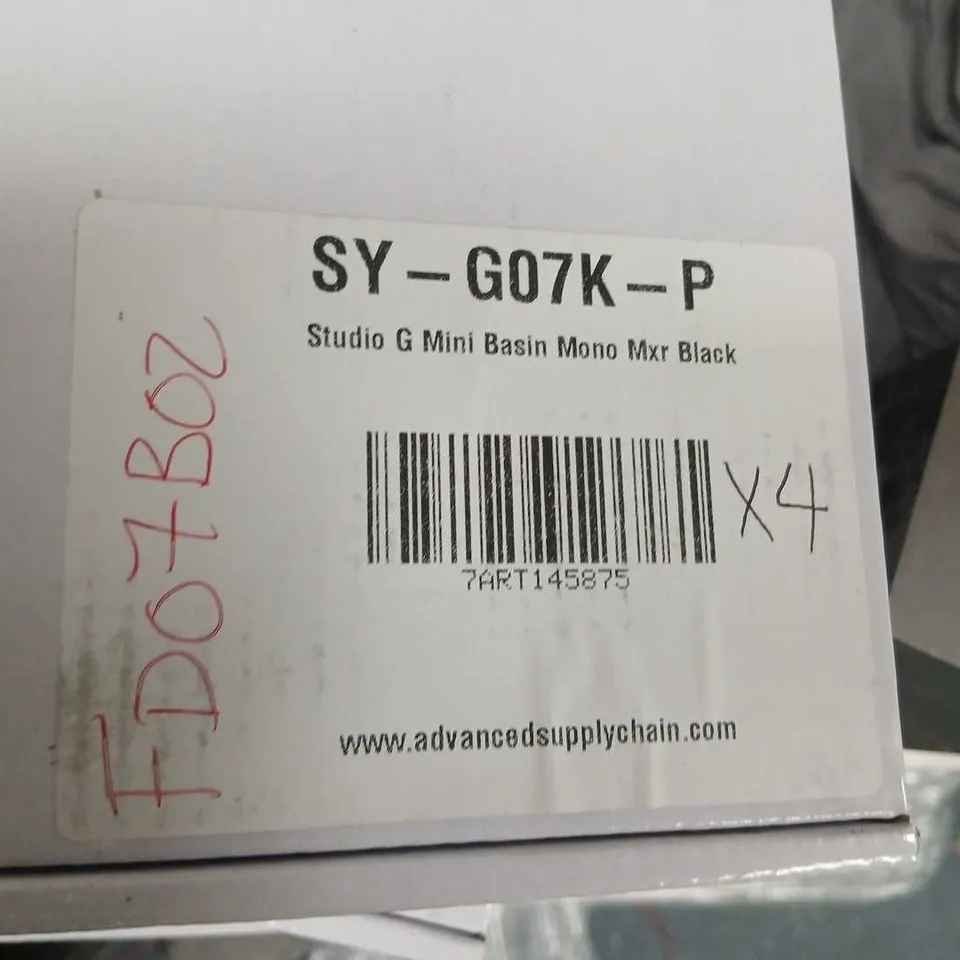 SY-G07K-P
Studio G Mini Basin Mono Mxr Black
X4
7ART145875
www.advancedsupplychain.com
FD07B02